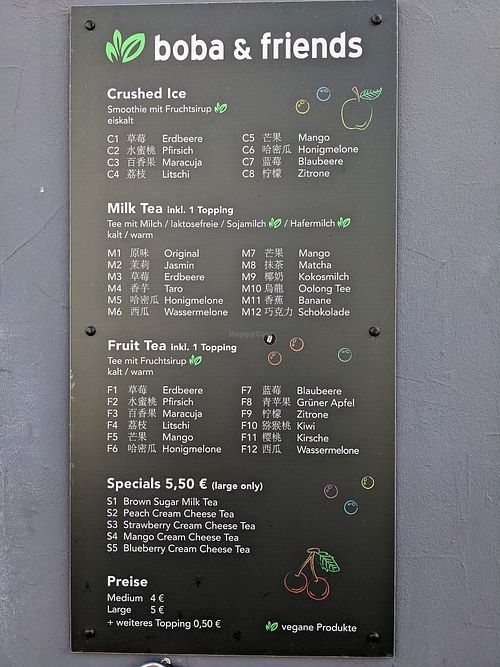 boba & friends
Crushed Ice
Smoothie mit Fruchtsirup
eiskalt
C1 草莓 Erdbeere
C2 水蜜桃 Pfirsich
C3 百香果 Maracuja
C4 荔枝 Litschi
C5 芒果 Mango
C6 哈密瓜 Honigmelone
C7 蓝莓 Blaubeere
C8 柠檬 Zitrone
Milk Tea inkl. 1 Topping
Tee mit Milch / laktosefreie / Sojamilch / Hafermilch
kalt / warm
M1 原味 Original
M2 茉莉 Jasmin
M3 草莓 Erdbeere
M4 香芋 Taro
M5 哈密瓜 Honigmelone
M6 西瓜 Wassermelone
M7 芒果 Mango
M8 抹茶 Matcha
M9 椰奶 Kokosmilch
M10 烏龍 Oolong Tee
M11 香蕉 Banane
M12 巧克力 Schokolade
HappyCow
Fruit Tea inkl. 1 Topping
Tee mit Fruchtsirup
kalt / warm
F1 草莓 Erdbeere
F2 水蜜桃 Pfirsich
F3 百香果 Maracuja
F4 荔枝 Litschi
F5 芒果 Mango
F6 哈密瓜 Honigmelone
F7 蓝莓 Blaubeere
F8 青苹果 Grüner Apfel
F9 柠檬 Zitrone
F10 猕猴桃 Kiwi
F11 樱桃 Kirsche
F12 西瓜 Wassermelone
Specials 5,50 € (large only)
S1 Brown Sugar Milk Tea
S2 Peach Cream Cheese Tea
S3 Strawberry Cream Cheese Tea
S4 Mango Cream Cheese Tea
S5 Blueberry Cream Cheese Tea
Preise
Medium 4 €
Large 5 €
+ weiteres Topping 0,50 €
vegane Produkte